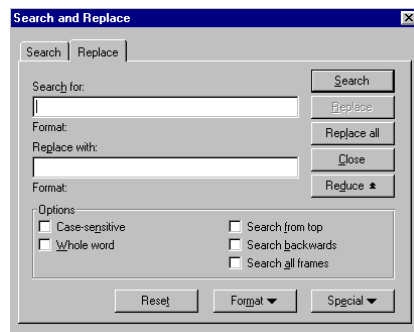 Search and Replace
Search Replace
Search for:
Search
Replace
Format:
Replace all
Replace with:
Close
Format:
Reduce
Options
Case-sensitive
Search from top
Whole word
Search backwards
Search all frames
Reset
Format
Special